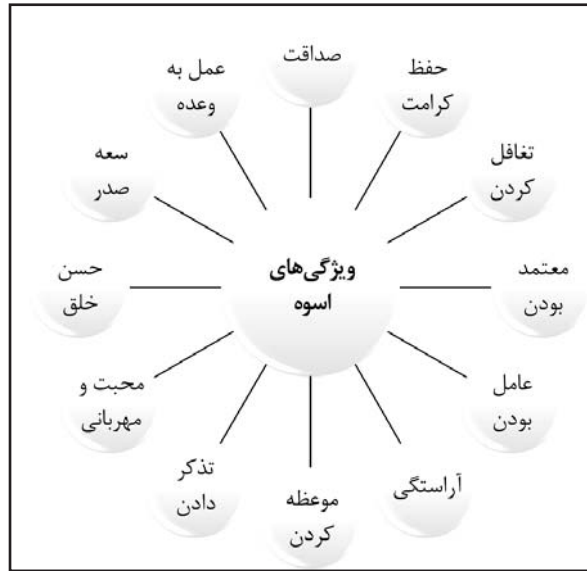 صداقت
حفظ
کرامت
تغافل
کردن
معتمد
بودن
عامل
بودن
آراستگی
موعظه
کردن
تذکر
دادن
محبت و
مهربانی
حسن
خلق
سعه
صدر
عمل به
وعده
ویژگی‌های
اسوه